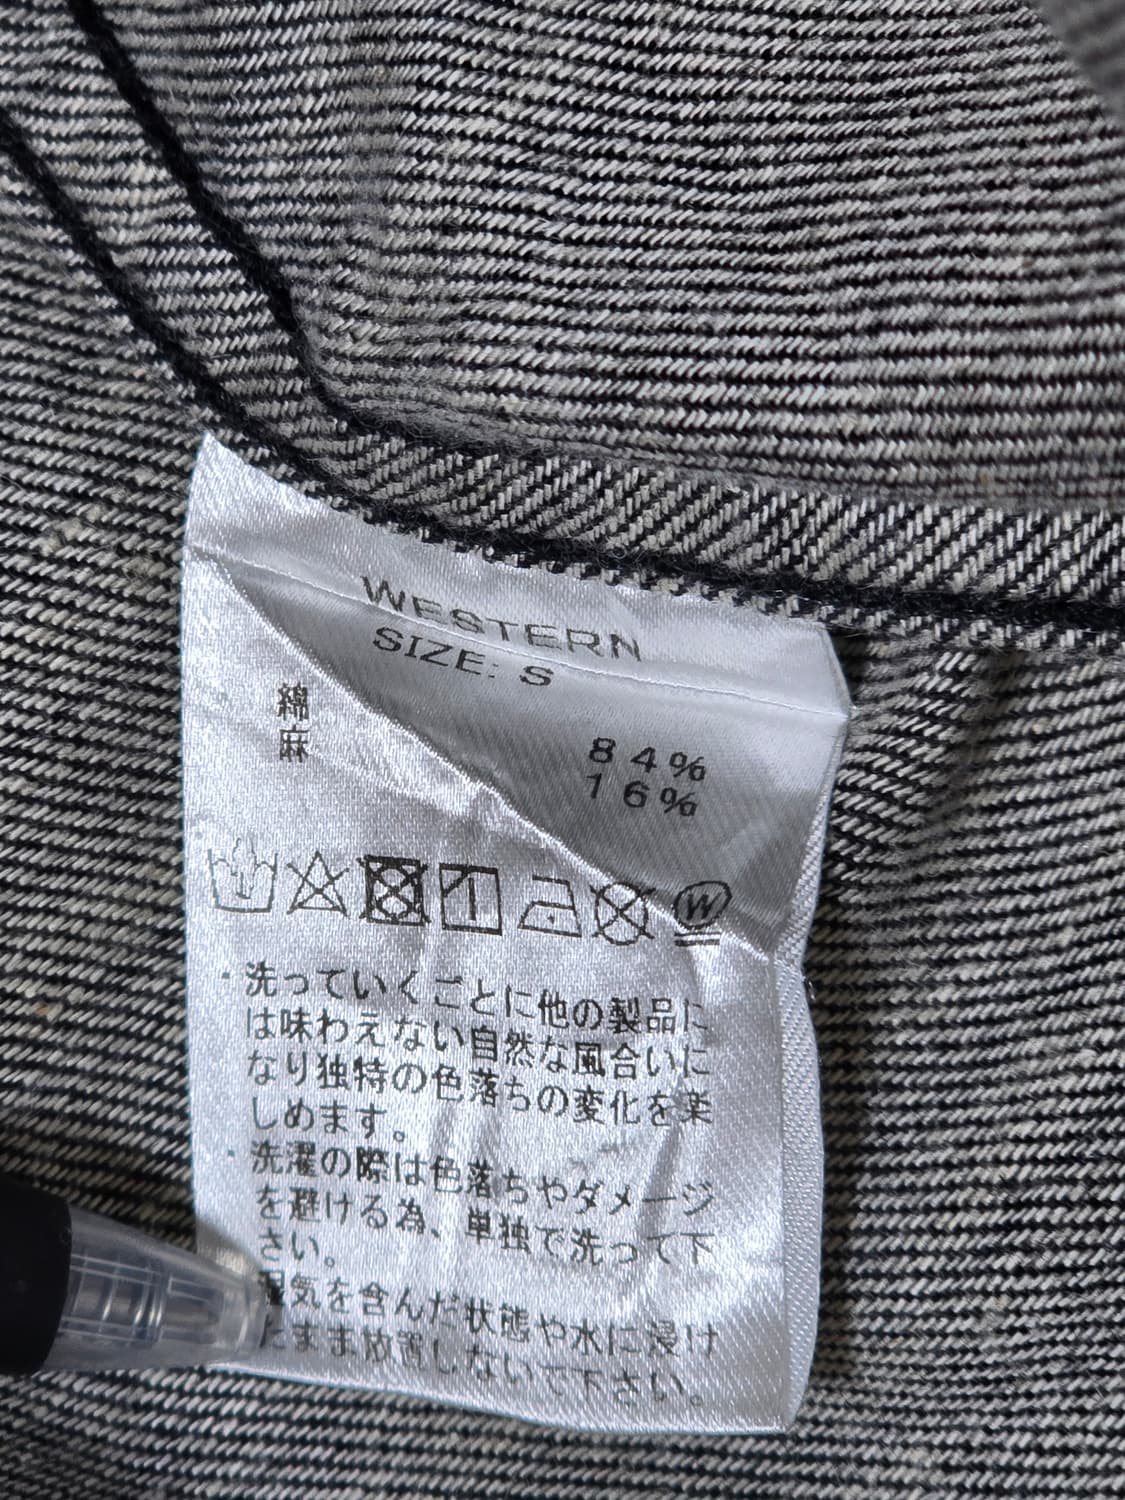 WESTERN
SIZE: S
綿 84%
麻 16%
W
・洗っていくごとに他の製品に
は味わえない自然な風合いに
なり独特の色落ちの変化を楽
しめます。
・洗濯の際は色落ちやダメージ
を避ける為、単独で洗って下
さい。
湿気を含んだ状態や水に浸け
たまま放置しないで下さい。